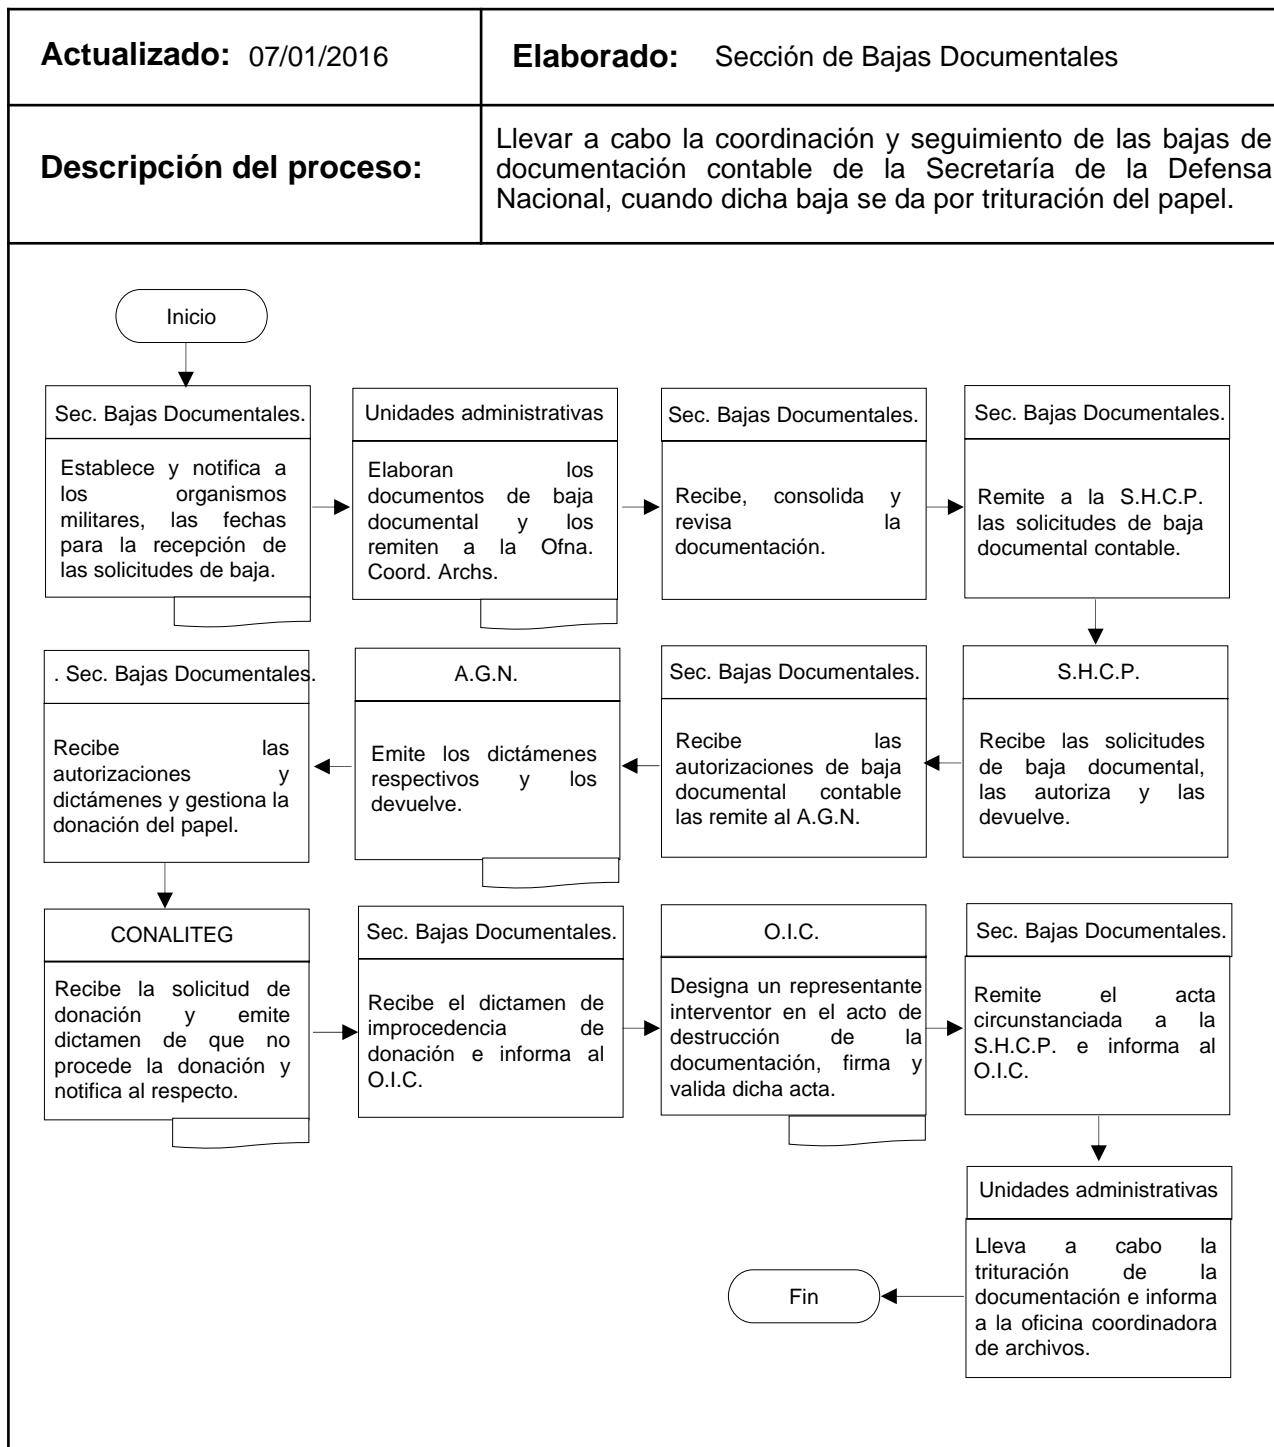 Actualizado: 07/01/2016
Elaborado: Sección de Bajas Documentales
Descripción del proceso:
Llevar a cabo la coordinación y seguimiento de las bajas de
documentación contable de la Secretaría de la Defensa
Nacional, cuando dicha baja se da por trituración del papel.
Inicio
Sec. Bajas Documentales.
Establece y notifica a
los organismos
militares, las fechas
para la recepción de
las solicitudes de baja.
Unidades administrativas
Elaboran los
documentos de baja
documental y los
remiten a la Ofna.
Coord. Archs.
Sec. Bajas Documentales.
Recibe, consolida y
revisa la
documentación.
Sec. Bajas Documentales.
Remite a la S.H.C.P.
las solicitudes de baja
documental contable.
S.H.C.P.
Recibe las solicitudes
de baja documental,
las autoriza y las
devuelve.
Sec. Bajas Documentales.
Recibe las
autorizaciones de baja
documental contable
las remite al A.G.N.
A.G.N.
Emite los dictámenes
respectivos y los
devuelve.
. Sec. Bajas Documentales.
Recibe las
autorizaciones y
dictámenes y gestiona la
donación del papel.
CONALITEG
Recibe la solicitud de
donación y emite
dictamen de que no
procede la donación y
notifica al respecto.
Sec. Bajas Documentales.
Recibe el dictamen de
improcedencia de
donación e informa al
O.I.C.
O.I.C.
Designa un representante
interventor en el acto de
destrucción de la
documentación, firma y
valida dicha acta.
Sec. Bajas Documentales.
Remite el acta
circunstanciada a la
S.H.C.P. e informa al
O.I.C.
Unidades administrativas
Lleva a cabo la
trituración de la
documentación e informa
a la oficina coordinadora
de archivos.
Fin